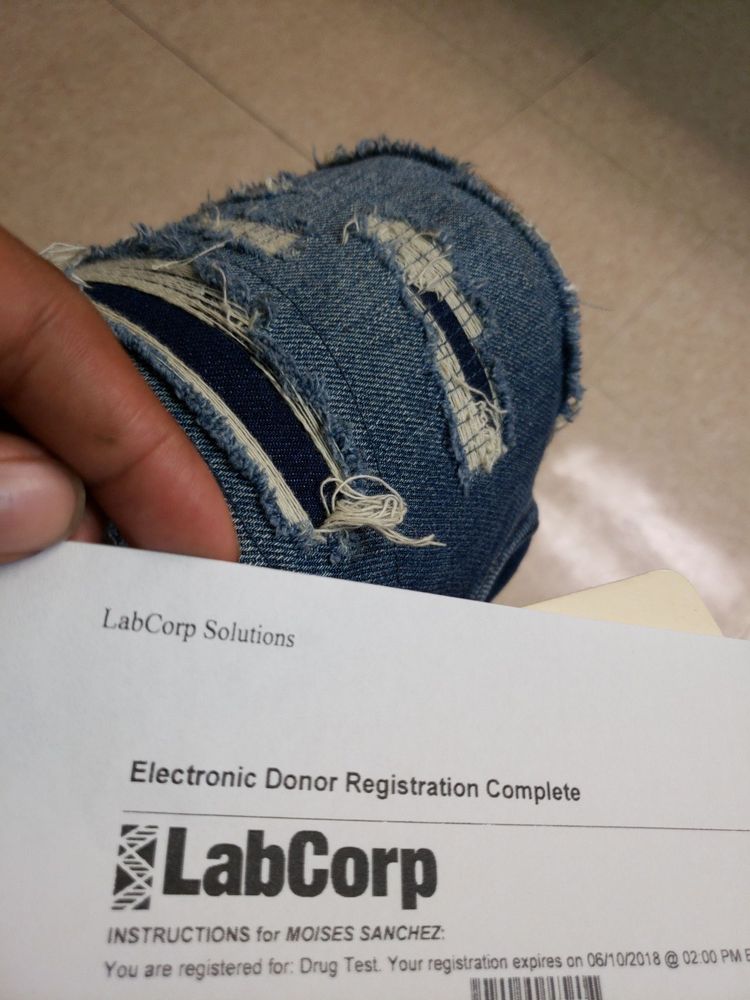 LabCorp Solutions
Electronic Donor Registration Complete
LabCorp
INSTRUCTIONS for MOISES SANCHEZ:
You are registered for: Drug Test. Your registration expires on 06/10/2018 @ 02:00 PM